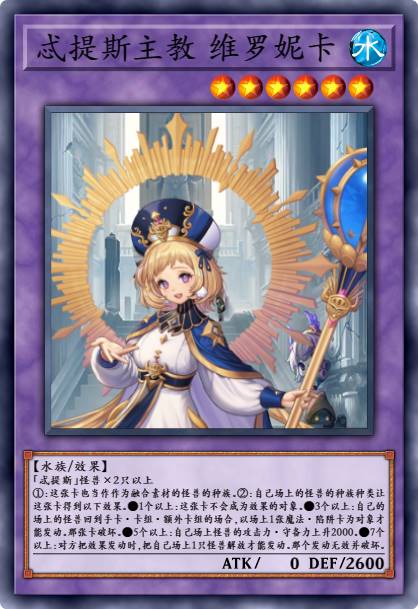 忒提斯主教 维罗妮卡
水
【水族/效果】
「忒提斯」怪兽×2只以上
①:这张卡也当作作为融合素材的怪兽的种族。②:自己场上的怪兽的种族种类让
这张卡得到以下效果。●1个以上:这张卡不会成为效果的对象。●3个以上:自己的
场上的怪兽回到手卡·卡组·额外卡组的场合,以场上1张魔法·陷阱卡为对象才
能发动。那张卡破坏。●5个以上:自己场上怪兽的攻击力·守备力上升2000。●7个
以上:对方把效果发动时,把自己场上1只怪兽解放才能发动。那个发动无效并破坏。
ATK/ 0 DEF/2600